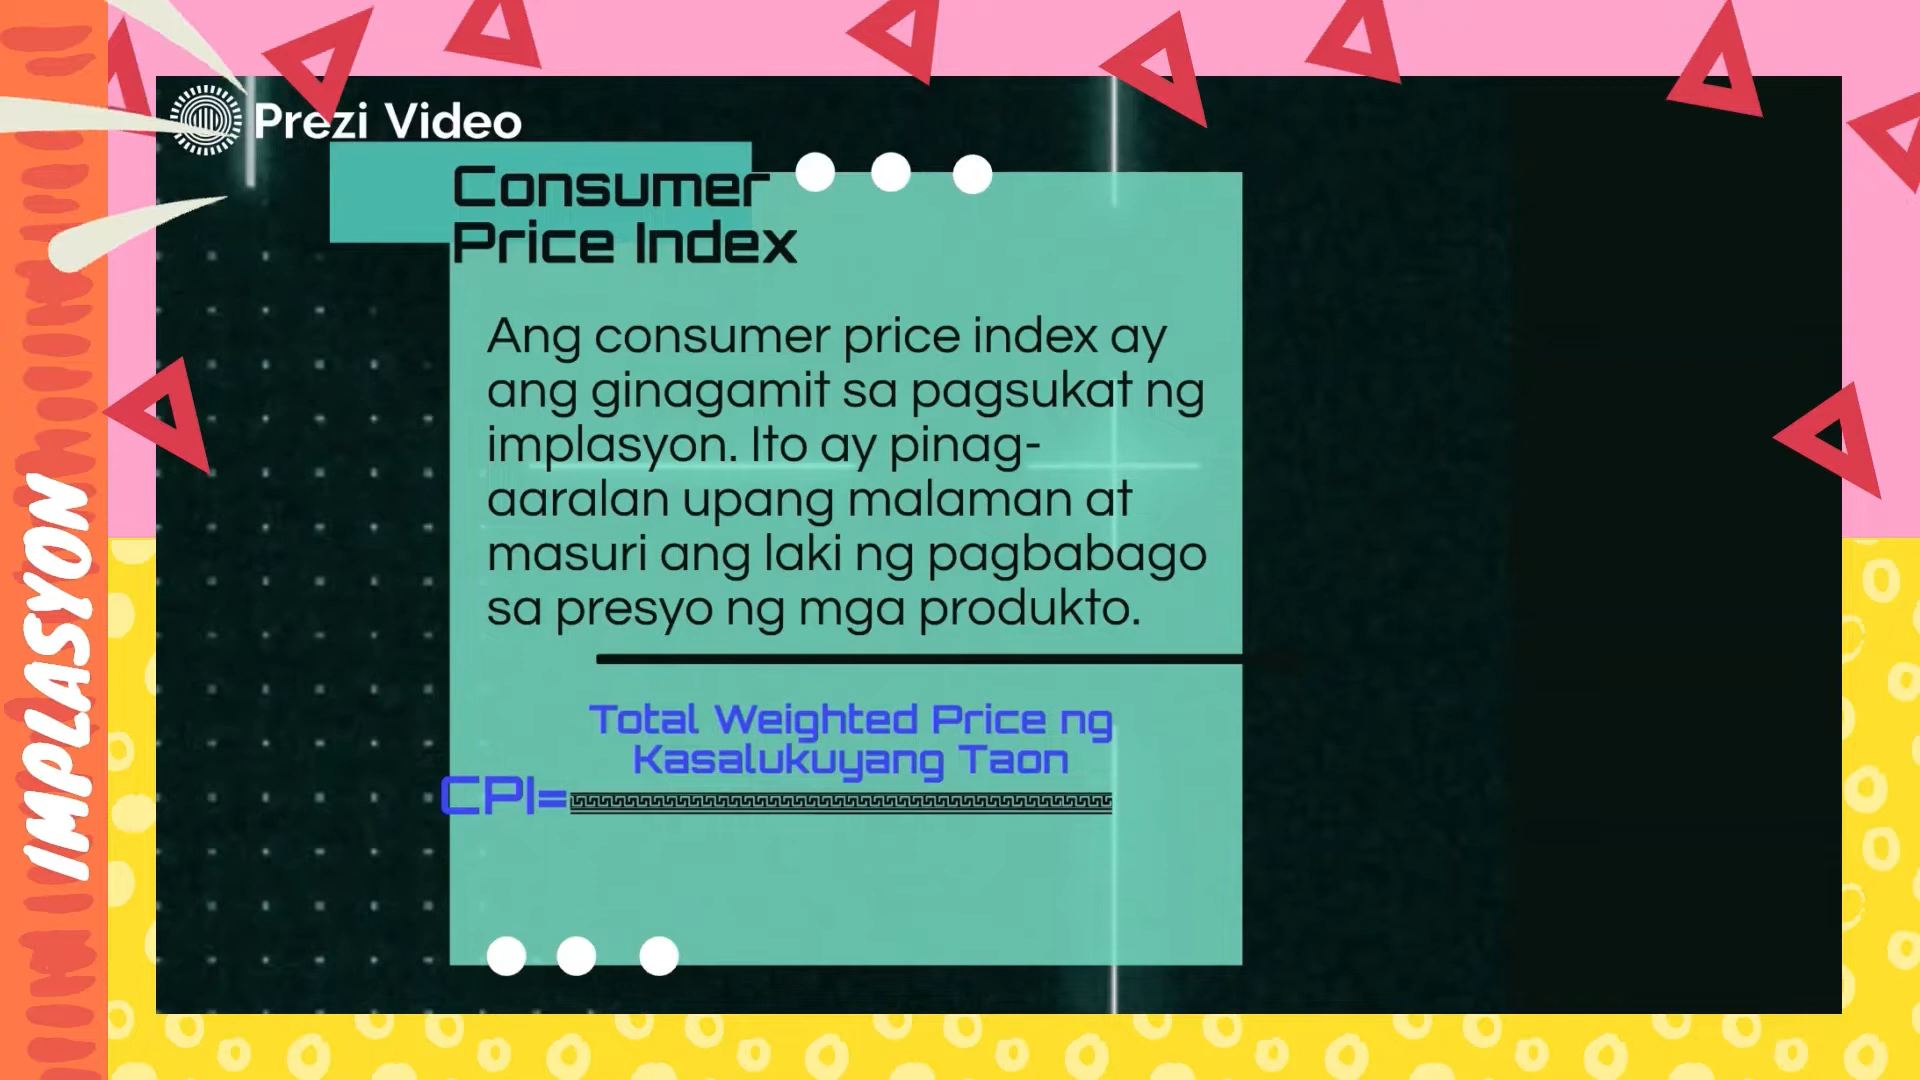 Prezi Video
Consumer
Price Index
Ang consumer price index ay
ang ginagamit sa pagsukat ng
implasyon. Ito ay pinag-
aaralan upang malaman at
masuri ang laki ng pagbabago
sa presyo ng mga produkto.
Total Weighted Price ng
Kasalukuyang Taon
CPI=
IMPLASYON